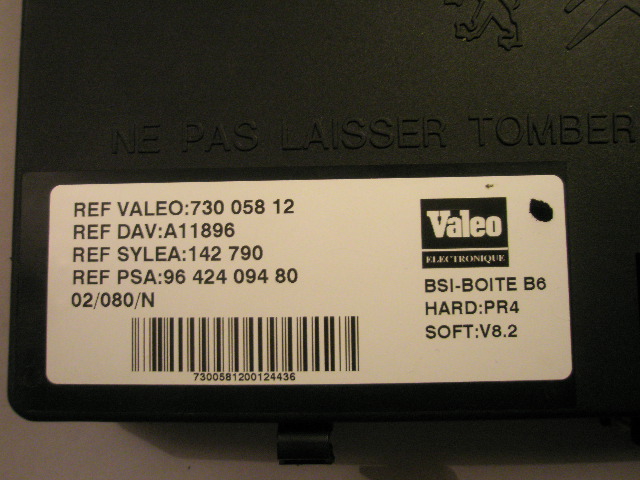 NE PAS LAISSER TOMBER
REF VALEO:730 058 12
REF DAV:A11896
REF SYLEA:142 790
REF PSA:96 424 094 80
02/080/N
7300581200124436
Valeo
ELECTRONIQUE
BSI-BOITE B6
HARD:PR4
SOFT:V8.2